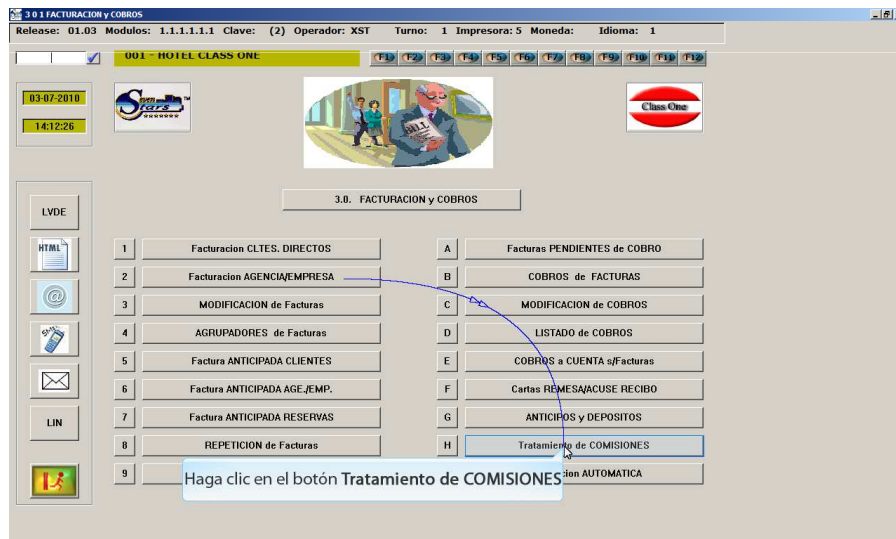 3 0 1 FACTURACION y COBROS
Release: 01.03 Modulos: 1.1.1.1.1.1 Clave: (2) Operador: XST Turno: 1 Impresora: 5 Moneda: Idioma: 1
001 - HOTEL CLASS ONE F1 F2 F3 F4 F5 F6 F7 F8 F9 F10 F11 F12
03-07-2010
14:12:26
Seven Stars
BILL
Class One
3.0. FACTURACION y COBROS
LVDE
HTML
@
SMS
LIN
1 Facturacion CLTES. DIRECTOS
2 Facturacion AGENCIA/EMPRESA
3 MODIFICACION de Facturas
4 AGRUPADORES de Facturas
5 Factura ANTICIPADA CLIENTES
6 Factura ANTICIPADA AGE./EMP.
7 Factura ANTICIPADA RESERVAS
8 REPETICION de Facturas
9
A Facturas PENDIENTES de COBRO
B COBROS de FACTURAS
C MODIFICACION de COBROS
D LISTADO de COBROS
E COBROS a CUENTA s/Facturas
F Cartas REMESA/ACUSE RECIBO
G ANTICIPOS y DEPOSITOS
H Tratamiento de COMISIONES
cion AUTOMATICA
Haga clic en el botón Tratamiento de COMISIONES